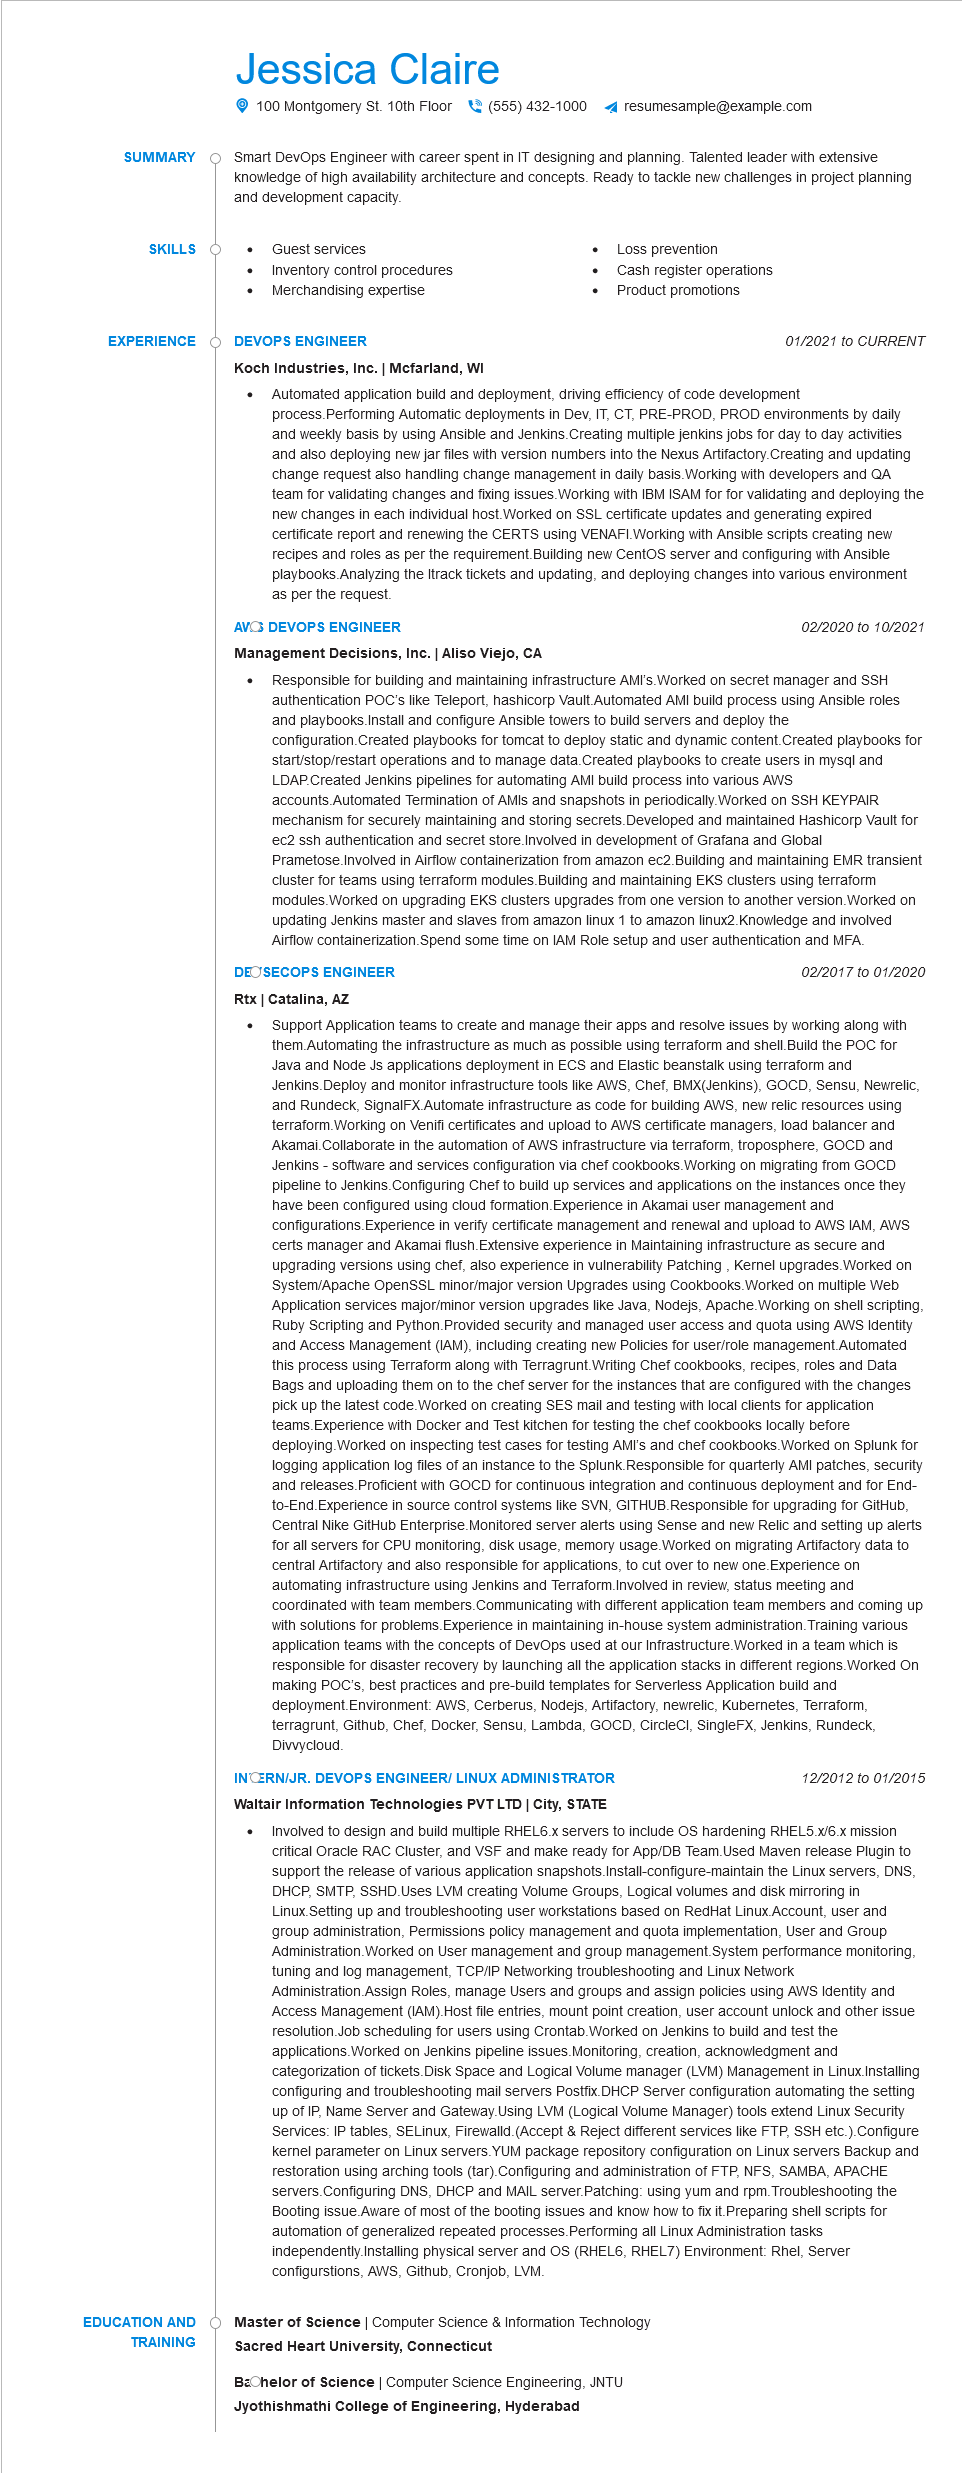 Jessica Claire
100 Montgomery St. 10th Floor (555) 432-1000 resumesample@example.com
SUMMARY
Smart DevOps Engineer with career spent in IT designing and planning. Talented leader with extensive
knowledge of high availability architecture and concepts. Ready to tackle new challenges in project planning
and development capacity.
SKILLS
• Guest services
• Inventory control procedures
• Merchandising expertise
• Loss prevention
• Cash register operations
• Product promotions
EXPERIENCE
DEVOPS ENGINEER 01/2021 to CURRENT
Koch Industries, Inc. | Mcfarland, WI
• Automated application build and deployment, driving efficiency of code development
process.Performing Automatic deployments in Dev, IT, CT, PRE-PROD, PROD environments by daily
and weekly basis by using Ansible and Jenkins.Creating multiple jenkins jobs for day to day activities
and also deploying new jar files with version numbers into the Nexus Artifactory.Creating and updating
change request also handling change management in daily basis.Working with developers and QA
team for validating changes and fixing issues.Working with IBM ISAM for for validating and deploying the
new changes in each individual host.Worked on SSL certificate updates and generating expired
certificate report and renewing the CERTS using VENAFI.Working with Ansible scripts creating new
recipes and roles as per the requirement.Building new CentOS server and configuring with Ansible
playbooks.Analyzing the Itrack tickets and updating, and deploying changes into various environment
as per the request.
AWS DEVOPS ENGINEER 02/2020 to 10/2021
Management Decisions, Inc. | Aliso Viejo, CA
• Responsible for building and maintaining infrastructure AMI's.Worked on secret manager and SSH
authentication POC's like Teleport, hashicorp Vault.Automated AMI build process using Ansible roles
and playbooks.Install and configure Ansible towers to build servers and deploy the
configuration.Created playbooks for tomcat to deploy static and dynamic content.Created playbooks for
start/stop/restart operations and to manage data.Created playbooks to create users in mysql and
LDAP.Created Jenkins pipelines for automating AMI build process into various AWS
accounts.Automated Termination of AMIs and snapshots in periodically.Worked on SSH KEYPAIR
mechanism for securely maintaining and storing secrets.Developed and maintained Hashicorp Vault for
ec2 ssh authentication and secret store.Involved in development of Grafana and Global
Prametose.Involved in Airflow containerization from amazon ec2.Building and maintaining EMR transient
cluster for teams using terraform modules.Building and maintaining EKS clusters using terraform
modules.Worked on upgrading EKS clusters upgrades from one version to another version.Worked on
updating Jenkins master and slaves from amazon linux 1 to amazon linux2.Knowledge and involved
Airflow containerization.Spend some time on IAM Role setup and user authentication and MFA.
DEVSECOPS ENGINEER 02/2017 to 01/2020
Rtx | Catalina, AZ
• Support Application teams to create and manage their apps and resolve issues by working along with
them.Automating the infrastructure as much as possible using terraform and shell.Build the POC for
Java and Node Js applications deployment in ECS and Elastic beanstalk using terraform and
Jenkins.Deploy and monitor infrastructure tools like AWS, Chef, BMX(Jenkins), GOCD, Sensu, Newrelic,
and Rundeck, SignalFX.Automate infrastructure as code for building AWS, new relic resources using
terraform.Working on Venifi certificates and upload to AWS certificate managers, load balancer and
Akamai.Collaborate in the automation of AWS infrastructure via terraform, troposphere, GOCD and
Jenkins - software and services configuration via chef cookbooks.Working on migrating from GOCD
pipeline to Jenkins.Configuring Chef to build up services and applications on the instances once they
have been configured using cloud formation.Experience in Akamai user management and
configurations.Experience in verify certificate management and renewal and upload to AWS IAM, AWS
certs manager and Akamai flush.Extensive experience in Maintaining infrastructure as secure and
upgrading versions using chef, also experience in vulnerability Patching , Kernel upgrades.Worked on
System/Apache OpenSSL minor/major version Upgrades using Cookbooks.Worked on multiple Web
Application services major/minor version upgrades like Java, Nodejs, Apache.Working on shell scripting,
Ruby Scripting and Python.Provided security and managed user access and quota using AWS Identity
and Access Management (IAM), including creating new Policies for user/role management.Automated
this process using Terraform along with Terragrunt.Writing Chef cookbooks, recipes, roles and Data
Bags and uploading them on to the chef server for the instances that are configured with the changes
pick up the latest code.Worked on creating SES mail and testing with local clients for application
teams.Experience with Docker and Test kitchen for testing the chef cookbooks locally before
deploying.Worked on inspecting test cases for testing AMI's and chef cookbooks.Worked on Splunk for
logging application log files of an instance to the Splunk.Responsible for quarterly AMI patches, security
and releases.Proficient with GOCD for continuous integration and continuous deployment and for End-
to-End.Experience in source control systems like SVN, GITHUB.Responsible for upgrading for GitHub,
Central Nike GitHub Enterprise.Monitored server alerts using Sense and new Relic and setting up alerts
for all servers for CPU monitoring, disk usage, memory usage.Worked on migrating Artifactory data to
central Artifactory and also responsible for applications, to cut over to new one.Experience on
automating infrastructure using Jenkins and Terraform.Involved in review, status meeting and
coordinated with team members.Communicating with different application team members and coming up
with solutions for problems.Experience in maintaining in-house system administration.Training various
application teams with the concepts of DevOps used at our Infrastructure.Worked in a team which is
responsible for disaster recovery by launching all the application stacks in different regions.Worked On
making POC's, best practices and pre-build templates for Serverless Application build and
deployment.Environment: AWS, Cerberus, Nodejs, Artifactory, newrelic, Kubernetes, Terraform,
terragrunt, Github, Chef, Docker, Sensu, Lambda, GOCD, CircleCI, SingleFX, Jenkins, Rundeck,
Divvycloud.
INTERN/JR. DEVOPS ENGINEER/ LINUX ADMINISTRATOR 12/2012 to 01/2015
Waltair Information Technologies PVT LTD | City, STATE
• Involved to design and build multiple RHEL6.x servers to include OS hardening RHEL5.x/6.x mission
critical Oracle RAC Cluster, and VSF and make ready for App/DB Team.Used Maven release Plugin to
support the release of various application snapshots.Install-configure-maintain the Linux servers, DNS,
DHCP, SMTP, SSHD.Uses LVM creating Volume Groups, Logical volumes and disk mirroring in
Linux.Setting up and troubleshooting user workstations based on RedHat Linux.Account, user and
group administration, Permissions policy management and quota implementation, User and Group
Administration.Worked on User management and group management.System performance monitoring,
tuning and log management, TCP/IP Networking troubleshooting and Linux Network
Administration.Assign Roles, manage Users and groups and assign policies using AWS Identity and
Access Management (IAM).Host file entries, mount point creation, user account unlock and other issue
resolution.Job scheduling for users using Crontab.Worked on Jenkins to build and test the
applications.Worked on Jenkins pipeline issues.Monitoring, creation, acknowledgment and
categorization of tickets.Disk Space and Logical Volume manager (LVM) Management in Linux.Installing
configuring and troubleshooting mail servers Postfix.DHCP Server configuration automating the setting
up of IP, Name Server and Gateway.Using LVM (Logical Volume Manager) tools extend Linux Security
Services: IP tables, SELinux, Firewalld.(Accept & Reject different services like FTP, SSH etc.).Configure
kernel parameter on Linux servers.YUM package repository configuration on Linux servers Backup and
restoration using arching tools (tar).Configuring and administration of FTP, NFS, SAMBA, APACHE
servers.Configuring DNS, DHCP and MAIL server.Patching: using yum and rpm.Troubleshooting the
Booting issue.Aware of most of the booting issues and know how to fix it.Preparing shell scripts for
automation of generalized repeated processes.Performing all Linux Administration tasks
independently.Installing physical server and OS (RHEL6, RHEL7) Environment: Rhel, Server
configurstions, AWS, Github, Cronjob, LVM.
EDUCATION AND
TRAINING
Master of Science | Computer Science & Information Technology
Sacred Heart University, Connecticut
Bachelor of Science | Computer Science Engineering, JNTU
Jyothishmathi College of Engineering, Hyderabad